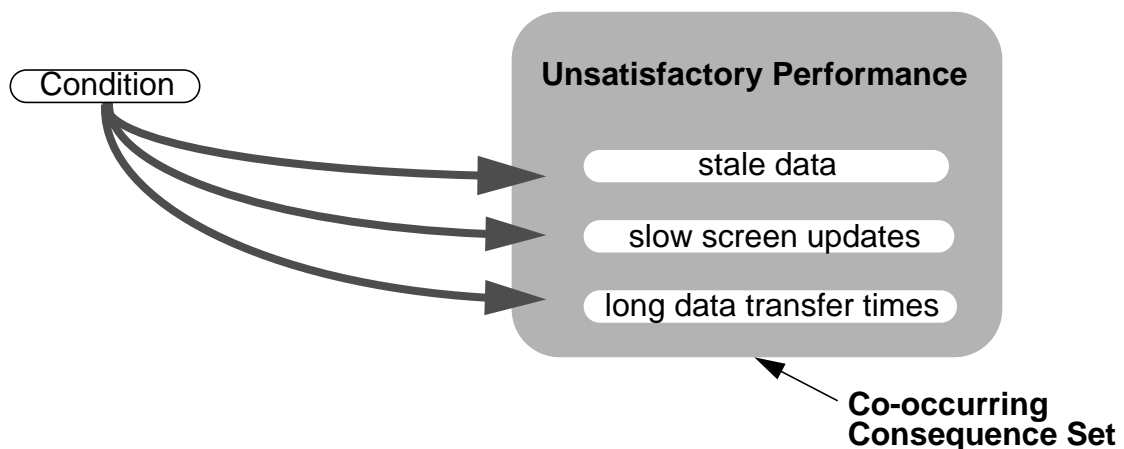 Condition
Unsatisfactory Performance
stale data
slow screen updates
long data transfer times
Co-occurring
Consequence Set